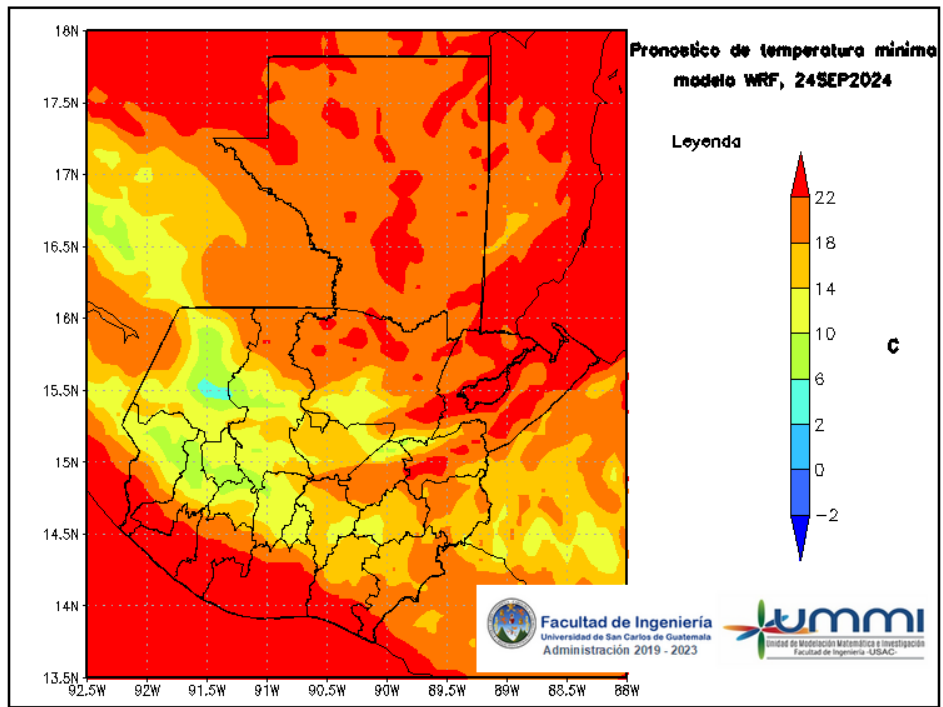 Pronostico de temperatura minima
modelo WRF, 24SEP2024
Leyenda
22
18
14
10
6
2
0
-2
C
18N
17.5N
17N
16.5N
16N
15.5N
15N
14.5N
14N
13.5N
92.5W
92W
91.5W
91W
90.5W
90W
89.5W
89W
88.5W
88W
Facultad de Ingeniería
Universidad de San Carlos de Guatemala
Administración 2019 - 2023
UMMI
Unidad de Modelación Matemática e Investigación
Facultad de Ingeniería -USAC-